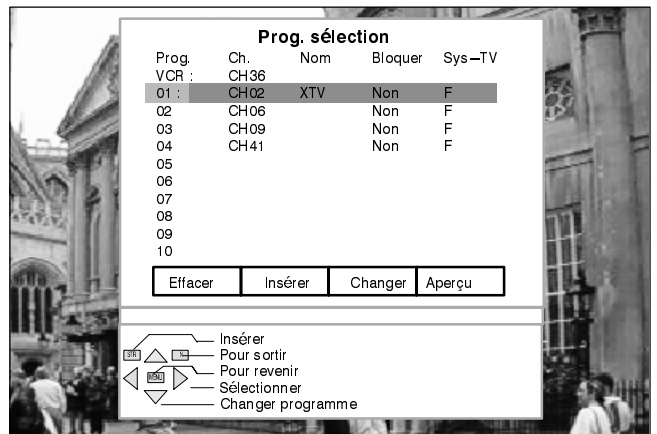 Prog. sélection
Prog. Ch. Nom Bloquer Sys–TV
VCR : CH36
01 : CH02 XTV Non F
02 CH06 Non F
03 CH09 Non F
04 CH41 Non F
05
06
07
08
09
10
Effacer Insérer Changer Aperçu
Insérer
STR N Pour sortir
MENU Pour revenir
Sélectionner
Changer programme